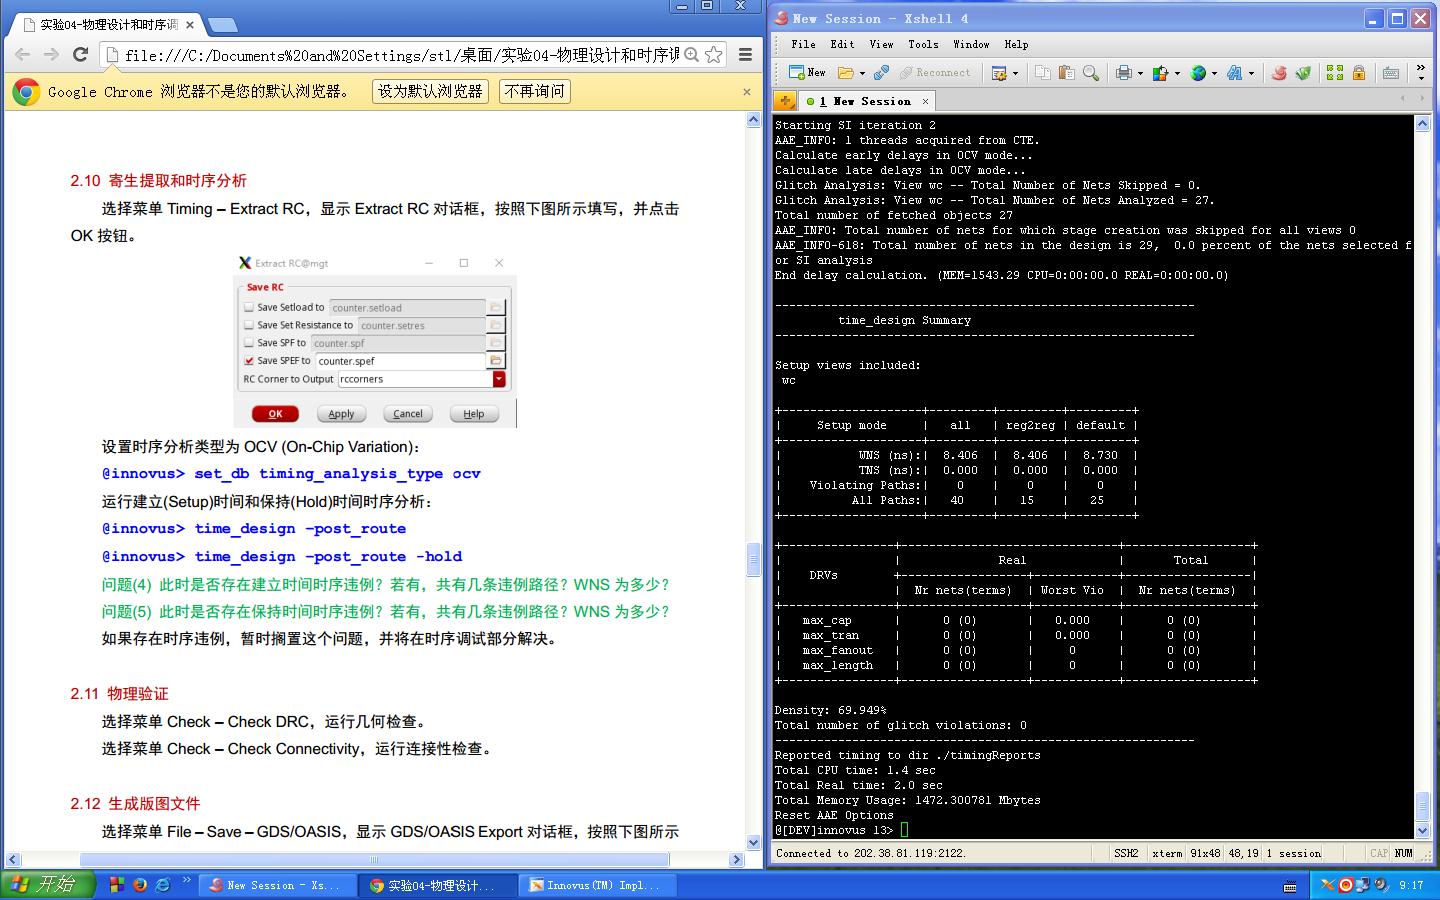 实验04-物理设计和时序调
file:///C:/Documents%20and%20Settings/stl/桌面/实验04-物理设计和时序调
Google Chrome 浏览器不是您的默认浏览器。 设为默认浏览器 不再询问
2.10 寄生提取和时序分析
选择菜单 Timing – Extract RC，显示 Extract RC 对话框，按照下图所示填写，并点击
OK 按钮。
Extract RC@mgt
Save RC
Save Setload to counter.setload
Save Set Resistance to counter.setres
Save SPF to counter.spf
Save SPEF to counter.spef
RC Corner to Output rccorners
OK Apply Cancel Help
设置时序分析类型为 OCV (On-Chip Variation)：
@innovus> set_db timing_analysis_type ocv
运行建立(Setup)时间和保持(Hold)时间时序分析：
@innovus> time_design –post_route
@innovus> time_design –post_route -hold
问题(4) 此时是否存在建立时间时序违例？若有，共有几条违例路径？WNS 为多少？
问题(5) 此时是否存在保持时间时序违例？若有，共有几条违例路径？WNS 为多少？
如果存在时序违例，暂时搁置这个问题，并将在时序调试部分解决。
2.11 物理验证
选择菜单 Check – Check DRC，运行几何检查。
选择菜单 Check – Check Connectivity，运行连接性检查。
2.12 生成版图文件
选择菜单 File – Save – GDS/OASIS，显示 GDS/OASIS Export 对话框，按照下图所示
New Session - Xshell 4
File Edit View Tools Window Help
New Reconnect
1 New Session
Starting SI iteration 2
AAE_INFO: 1 threads acquired from CTE.
Calculate early delays in OCV mode...
Calculate late delays in OCV mode...
Glitch Analysis: View wc -- Total Number of Nets Skipped = 0.
Glitch Analysis: View wc -- Total Number of Nets Analyzed = 27.
Total number of fetched objects 27
AAE_INFO: Total number of nets for which stage creation was skipped for all views 0
AAE_INFO-618: Total number of nets in the design is 29,  0.0 percent of the nets selected f
or SI analysis
End delay calculation. (MEM=1543.29 CPU=0:00:00.0 REAL=0:00:00.0)
------------------------------------------------------------
time_design Summary
------------------------------------------------------------
Setup views included:
wc
+--------------------+---------+---------+---------+
|     Setup mode     |   all   | reg2reg | default |
+--------------------+---------+---------+---------+
|           WNS (ns):|  8.406  |  8.406  |  8.730  |
|           TNS (ns):|  0.000  |  0.000  |  0.000  |
|    Violating Paths:|    0    |    0    |    0    |
|          All Paths:|   40    |   15    |   25    |
+--------------------+---------+---------+---------+
+----------------+-------------------------------+------------------+
|                |              Real             |       Total      |
|    DRVs        +------------------+------------+------------------|
|                |  Nr nets(terms)  | Worst Vio  |  Nr nets(terms)  |
+----------------+------------------+------------+------------------+
|   max_cap      |      0 (0)       |   0.000    |      0 (0)       |
|   max_tran     |      0 (0)       |   0.000    |      0 (0)       |
|   max_fanout   |      0 (0)       |     0      |      0 (0)       |
|   max_length   |      0 (0)       |     0      |      0 (0)       |
+----------------+------------------+------------+------------------+
Density: 69.949%
Total number of glitch violations: 0
------------------------------------------------------------
Reported timing to dir ./timingReports
Total CPU time: 1.4 sec
Total Real time: 2.0 sec
Total Memory Usage: 1472.300781 Mbytes
Reset AAE Options
@[DEV]innovus 13>
Connected to 202.38.81.119:2122. SSH2 xterm 91x48 48,19 1 session CAP NUM
开始 New Session - Xs... 实验04-物理设计... Innovus(TM) Impl... 9:17